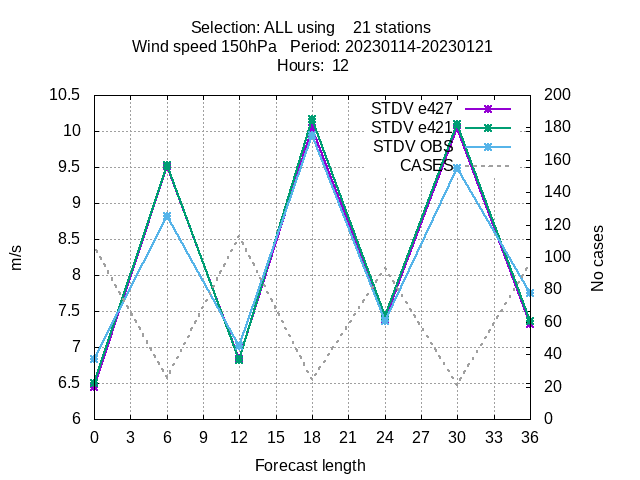 Selection: ALL using    21 stations
Wind speed 150hPa   Period: 20230114-20230121
Hours:  12
10.5
10
9.5
9
8.5
8
7.5
7
6.5
6
m/s
STDV e427
STDV e421
STDV OBS
CASES
200
180
160
140
120
100
80
60
40
20
0
No cases
0 3 6 9 12 15 18 21 24 27 30 33 36
Forecast length